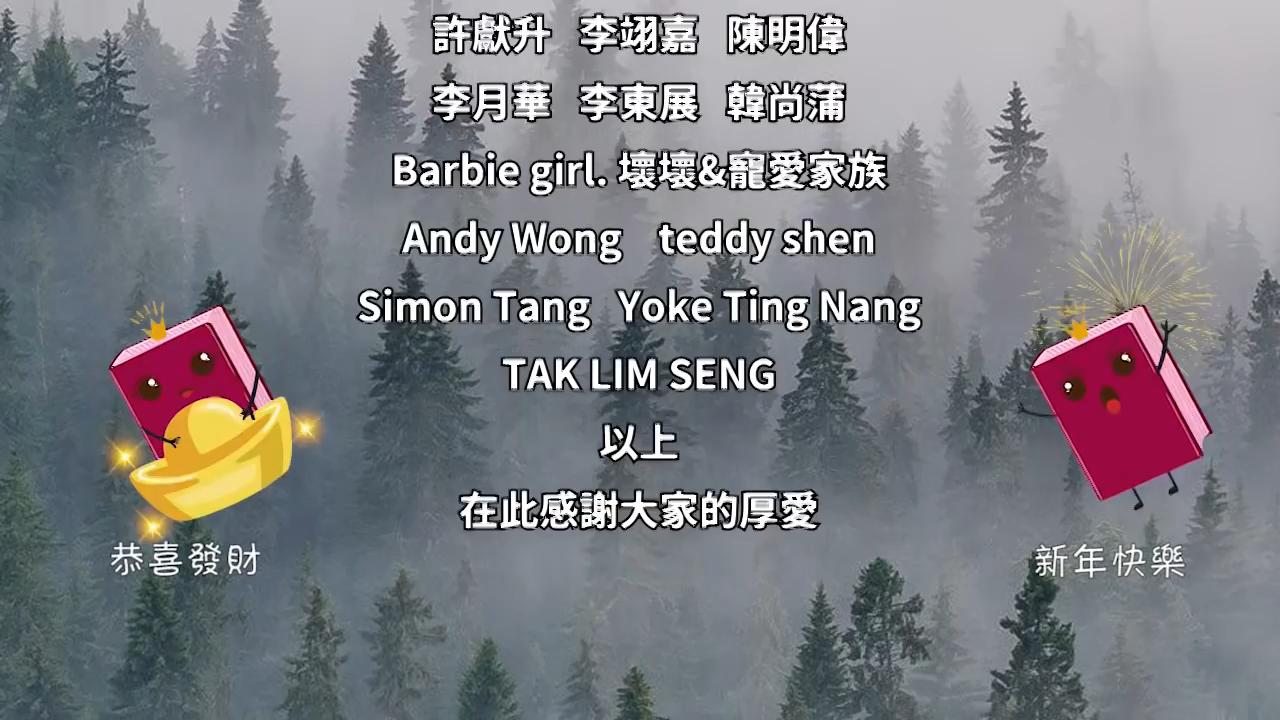 許獻升 李翊嘉 陳明偉
李月華 李東展 韓尚蒲
Barbie girl. 壞壞&寵愛家族
Andy Wong teddy shen
Simon Tang Yoke Ting Nang
TAK LIM SENG
以上
在此感謝大家的厚愛
恭喜發財
新年快樂